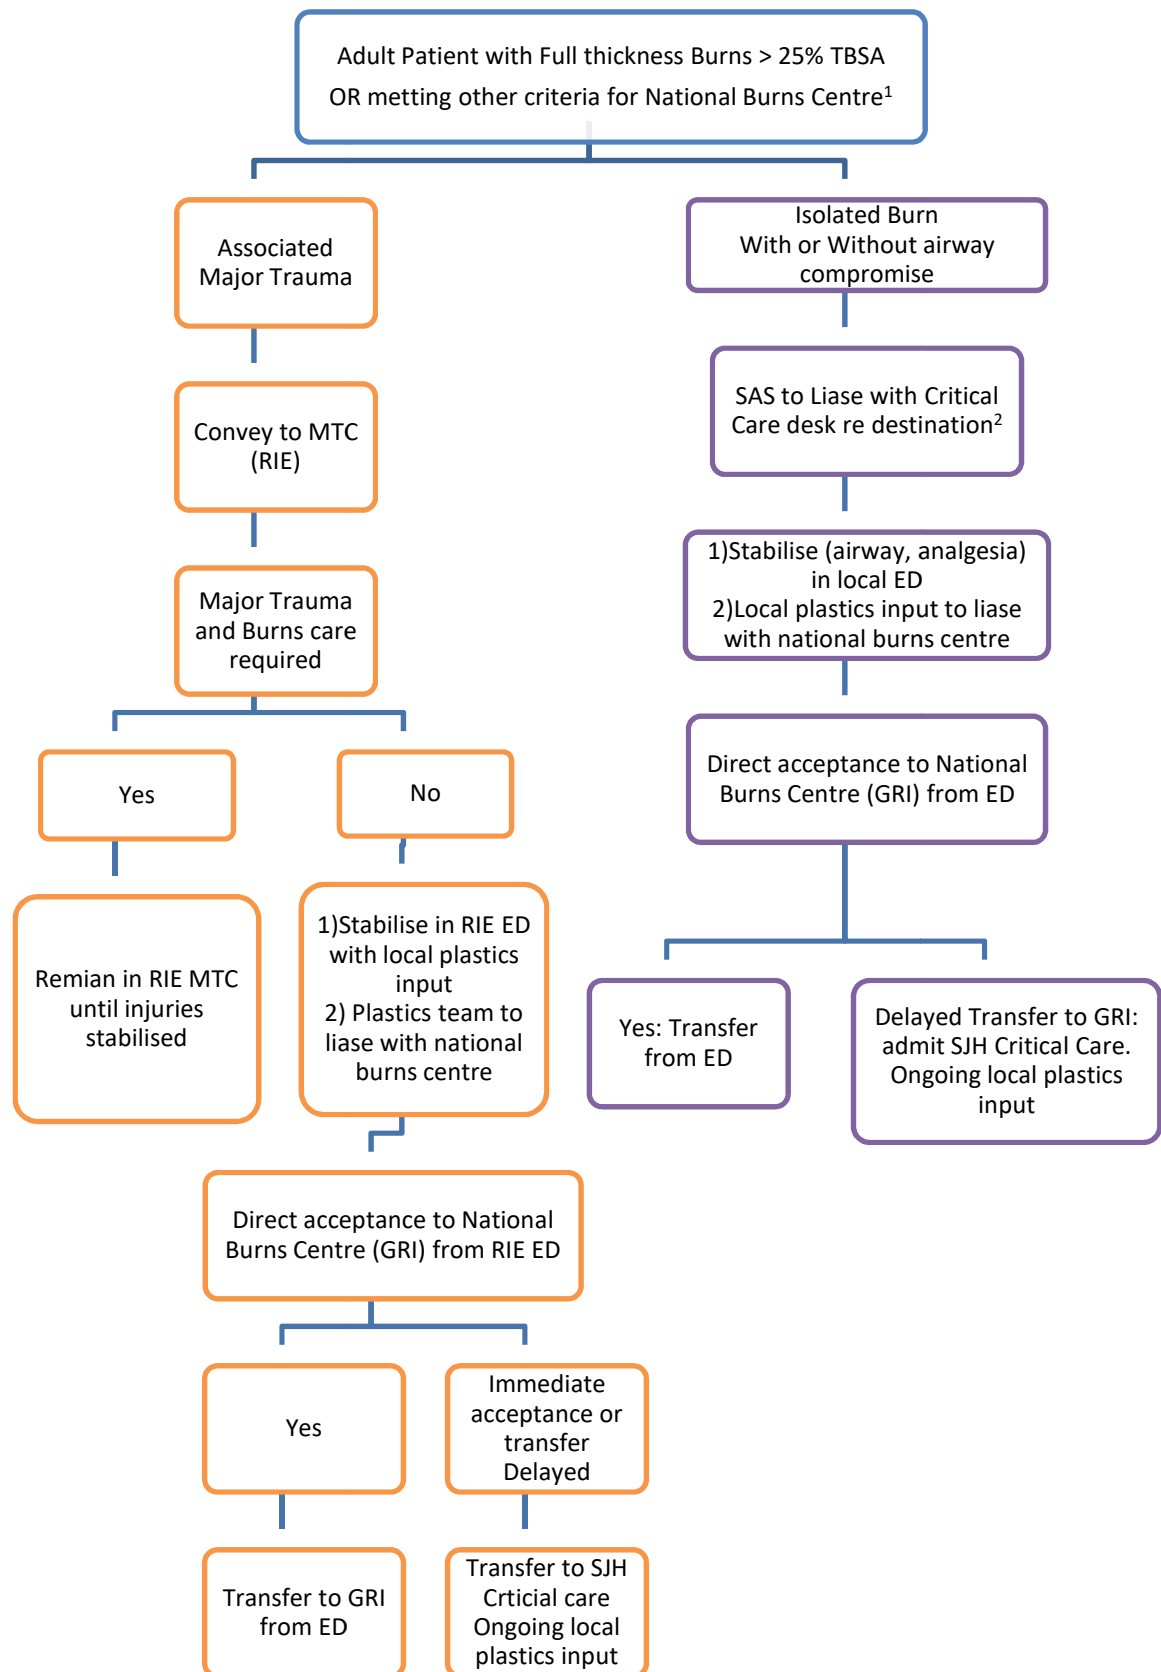 Adult Patient with Full thickness Burns > 25% TBSA
OR metting other criteria for National Burns Centre¹
Associated
Major Trauma
Convey to MTC
(RIE)
Major Trauma
and Burns care
required
Yes
Remian in RIE MTC
until injuries
stabilised
No
1)Stabilise in RIE ED
with local plastics
input
2) Plastics team to
liase with national
burns centre
Direct acceptance to National
Burns Centre (GRI) from RIE ED
Yes
Transfer to GRI
from ED
Immediate
acceptance or
transfer
Delayed
Transfer to SJH
Crticial care
Ongoing local
plastics input
Isolated Burn
With or Without airway
compromise
SAS to Liase with Critical
Care desk re destination²
1)Stabilise (airway, analgesia)
in local ED
2)Local plastics input to liase
with national burns centre
Direct acceptance to National
Burns Centre (GRI) from ED
Yes: Transfer
from ED
Delayed Transfer to GRI:
admit SJH Critical Care.
Ongoing local plastics
input